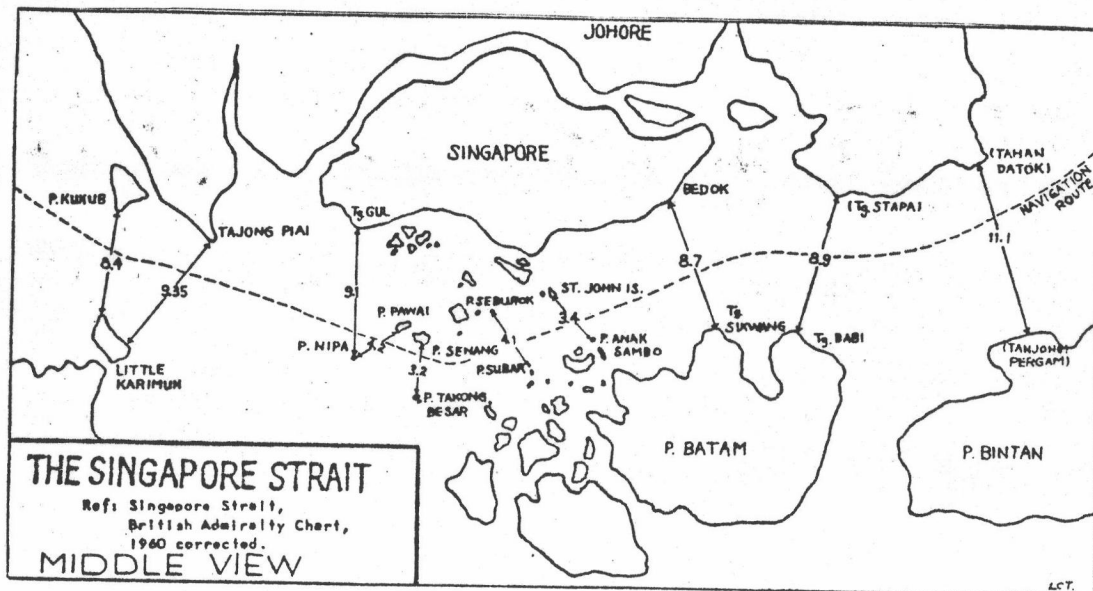 JOHORE
SINGAPORE
P. KUKUB
TAJONG PIAI
Tg. GUL
BEDOK
(Tg. STAPA)
(TAHAN
DATOK)
NAVIGATION
ROUTE
8.4
9.35
9.1
8.7
8.9
11.1
P. PAWAI
P. SEBUROK
ST. JOHN IS.
3.4
4.1
P. NIPA
P. SENANG
3.2
P. SUBAR
P. ANAK
SAMBO
P. TAKONG
BESAR
Tg.
SIKWANG
Tg. BABI
(TANJONG
PERGAM)
LITTLE
KARIMUN
P. BATAM
P. BINTAN
THE SINGAPORE STRAIT
Ref: Singapore Strait,
British Admiralty Chart,
1960 corrected.
MIDDLE VIEW
LCT.